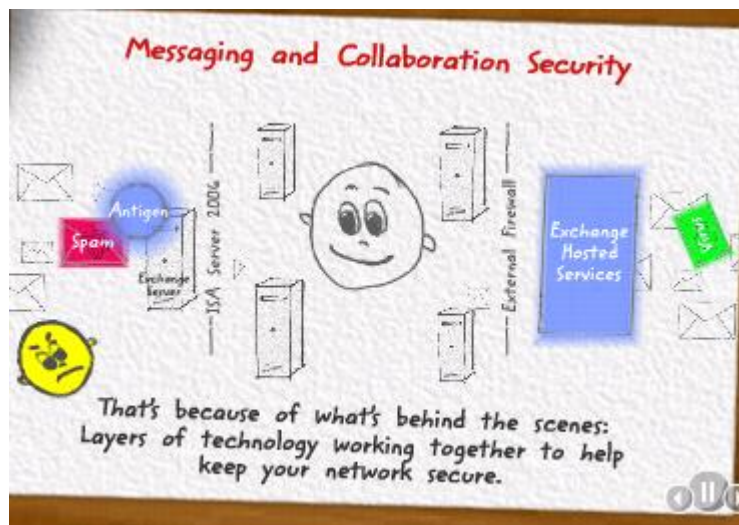 Messaging and Collaboration Security
Antigen
Spam
Exchange
Server
ISA Server 2006
External Firewall
Exchange
Hosted
Services
Virus
That's because of what's behind the scenes:
Layers of technology working together to help
keep your network secure.